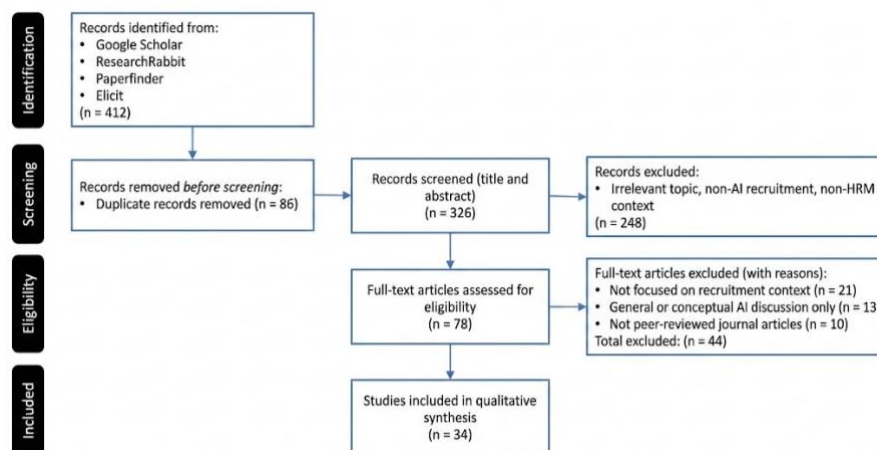 Identification
Records identified from:
• Google Scholar
• ResearchRabbit
• Paperfinder
• Elicit
(n = 412)
Screening
Records removed before screening:
• Duplicate records removed (n = 86)
Records screened (title and
abstract)
(n = 326)
Records excluded:
• Irrelevant topic, non-AI recruitment, non-HRM
context
(n = 248)
Eligibility
Full-text articles assessed for
eligibility
(n = 78)
Full-text articles excluded (with reasons):
• Not focused on recruitment context (n = 21)
• General or conceptual AI discussion only (n = 13
• Not peer-reviewed journal articles (n = 10)
Total excluded: (n = 44)
Included
Studies included in qualitative
synthesis
(n = 34)